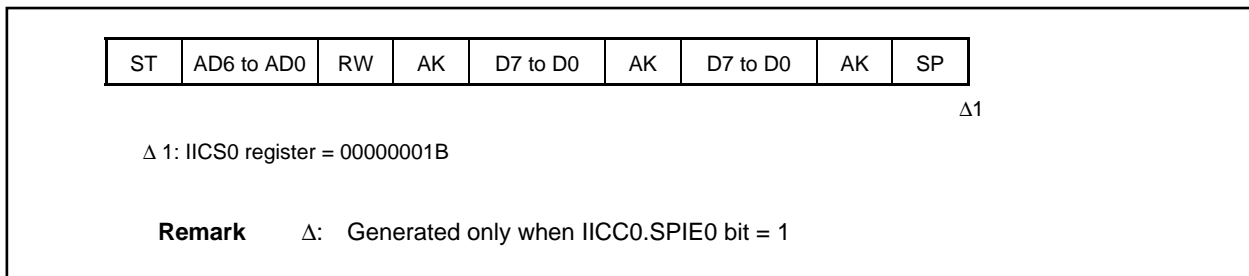 ST AD6 to AD0 RW AK D7 to D0 AK D7 to D0 AK SP
Δ1
Δ 1: IICS0 register = 00000001B
Remark Δ: Generated only when IICC0.SPIE0 bit = 1